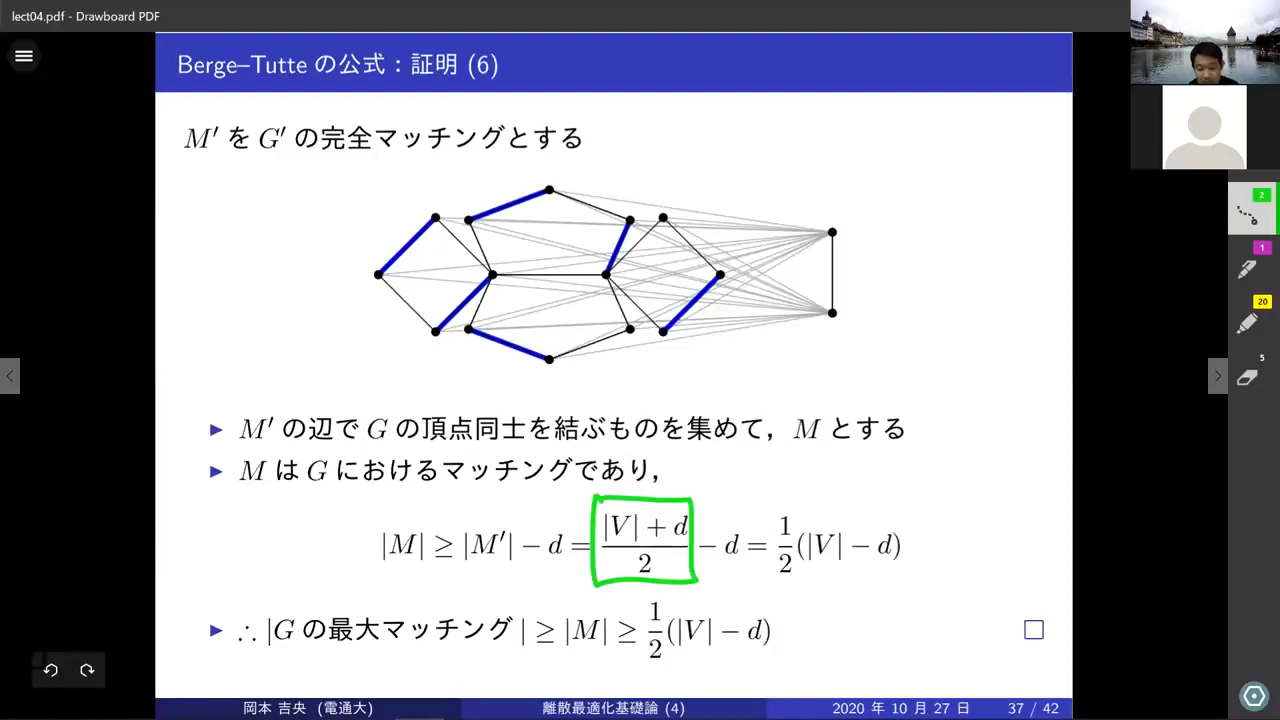 lect04.pdf - Drawboard PDF
Berge–Tutte の公式：証明 (6)
M′ を G′ の完全マッチングとする
▶ M′ の辺で G の頂点同士を結ぶものを集めて，M とする
▶ M は G におけるマッチングであり，
|M| ≥ |M′| − d = (|V| + d)/2 − d = 1/2(|V| − d)
▶ ∴ |G の最大マッチング| ≥ |M| ≥ 1/2(|V| − d)
□
岡本 吉央 (電通大) 離散最適化基礎論 (4) 2020 年 10 月 27 日 37 / 42
2
1
20
5